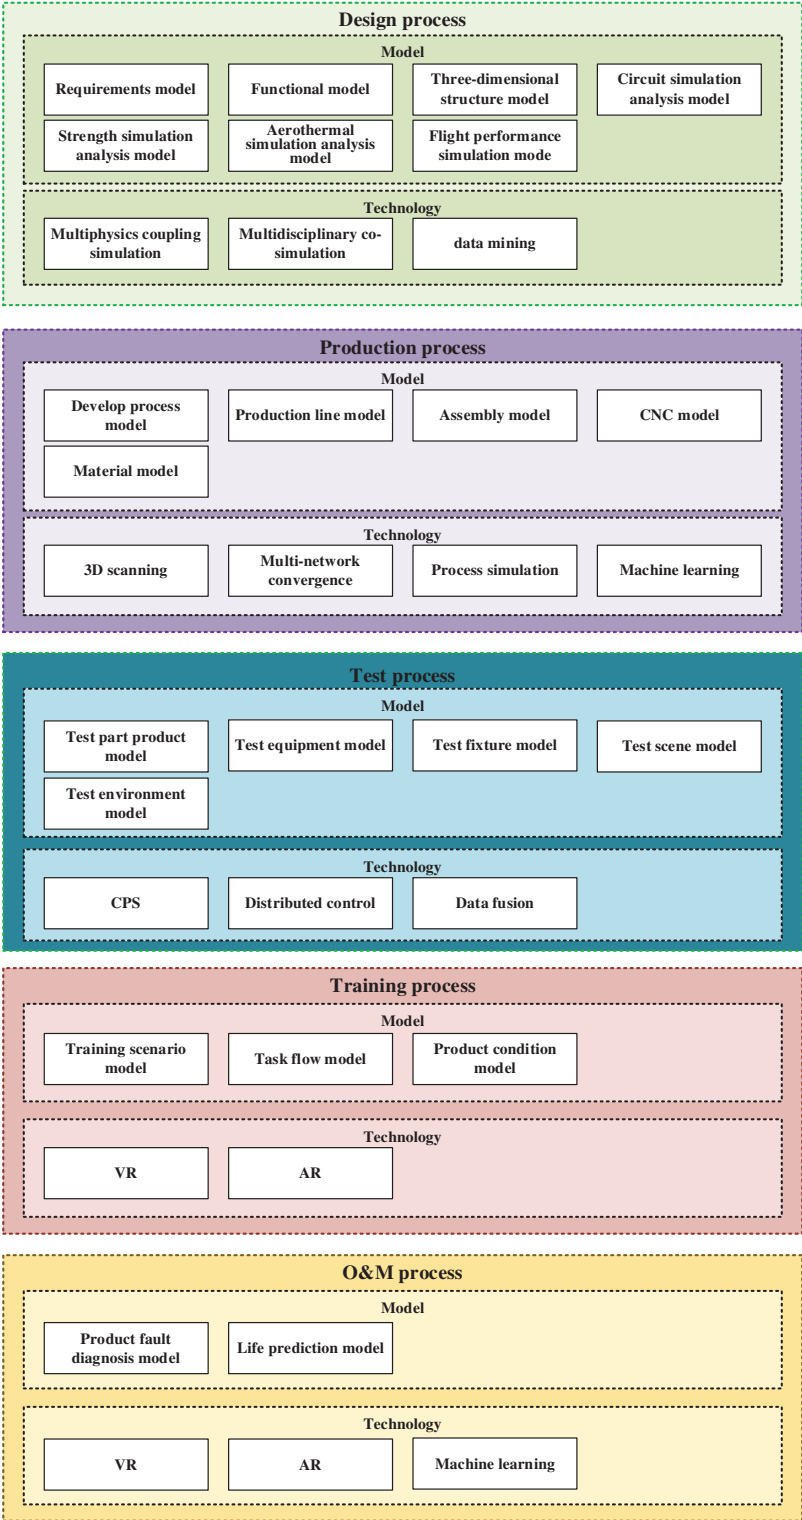 Design process
Model
Requirements model
Functional model
Three-dimensional
structure model
Circuit simulation
analysis model
Strength simulation
analysis model
Aerothermal
simulation analysis
model
Flight performance
simulation mode
Technology
Multiphysics coupling
simulation
Multidisciplinary co-
simulation
data mining
Production process
Model
Develop process
model
Production line model
Assembly model
CNC model
Material model
Technology
3D scanning
Multi-network
convergence
Process simulation
Machine learning
Test process
Model
Test part product
model
Test equipment model
Test fixture model
Test scene model
Test environment
model
Technology
CPS
Distributed control
Data fusion
Training process
Model
Training scenario
model
Task flow model
Product condition
model
Technology
VR
AR
O&M process
Model
Product fault
diagnosis model
Life prediction model
Technology
VR
AR
Machine learning